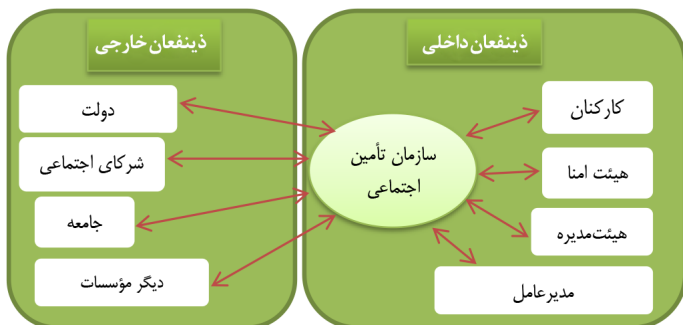 ذینفعان داخلی
کارکنان
هیئت امنا
هیئت‌مدیره
مدیرعامل
سازمان تأمین
اجتماعی
ذینفعان خارجی
دولت
شرکای اجتماعی
جامعه
دیگر مؤسسات